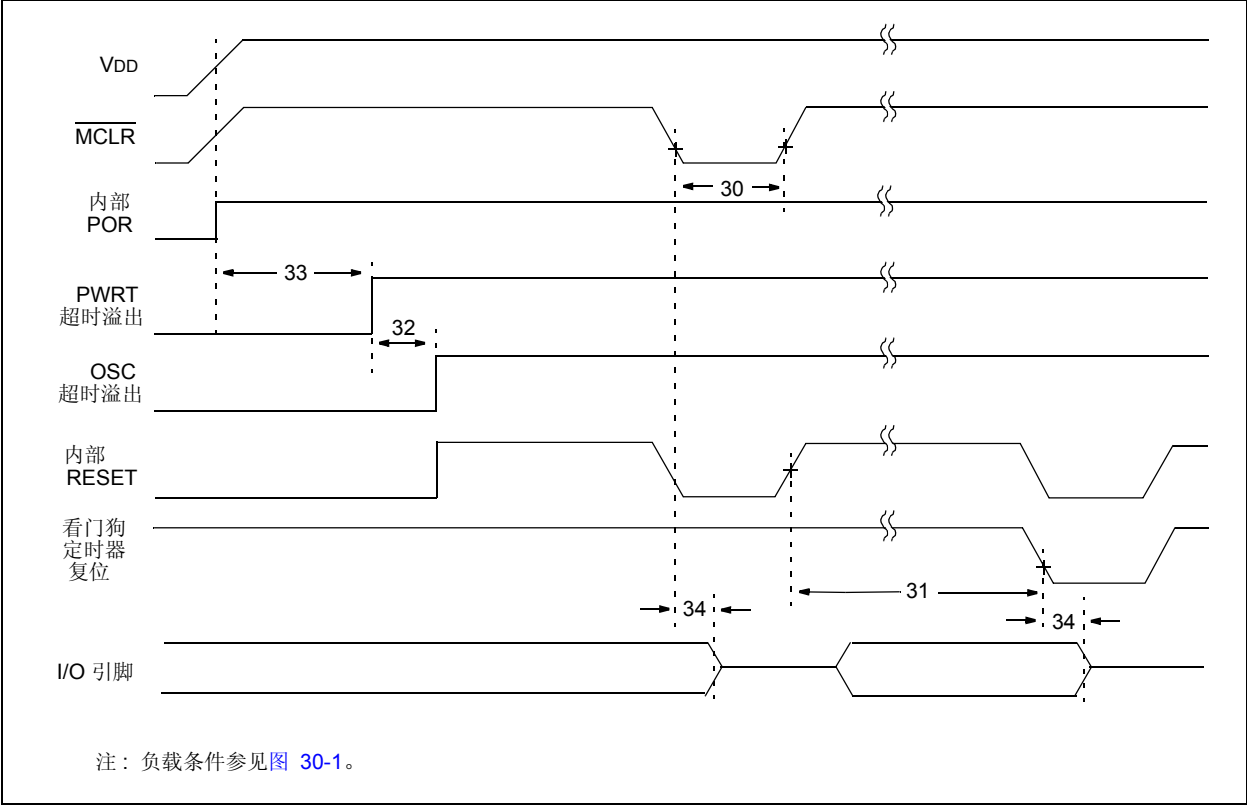 VDD
MCLR
30
内部
POR
33
PWRT
超时溢出
32
OSC
超时溢出
内部
RESET
看门狗
定时器
复位
31
34
34
I/O 引脚
注：负载条件参见图 30-1。